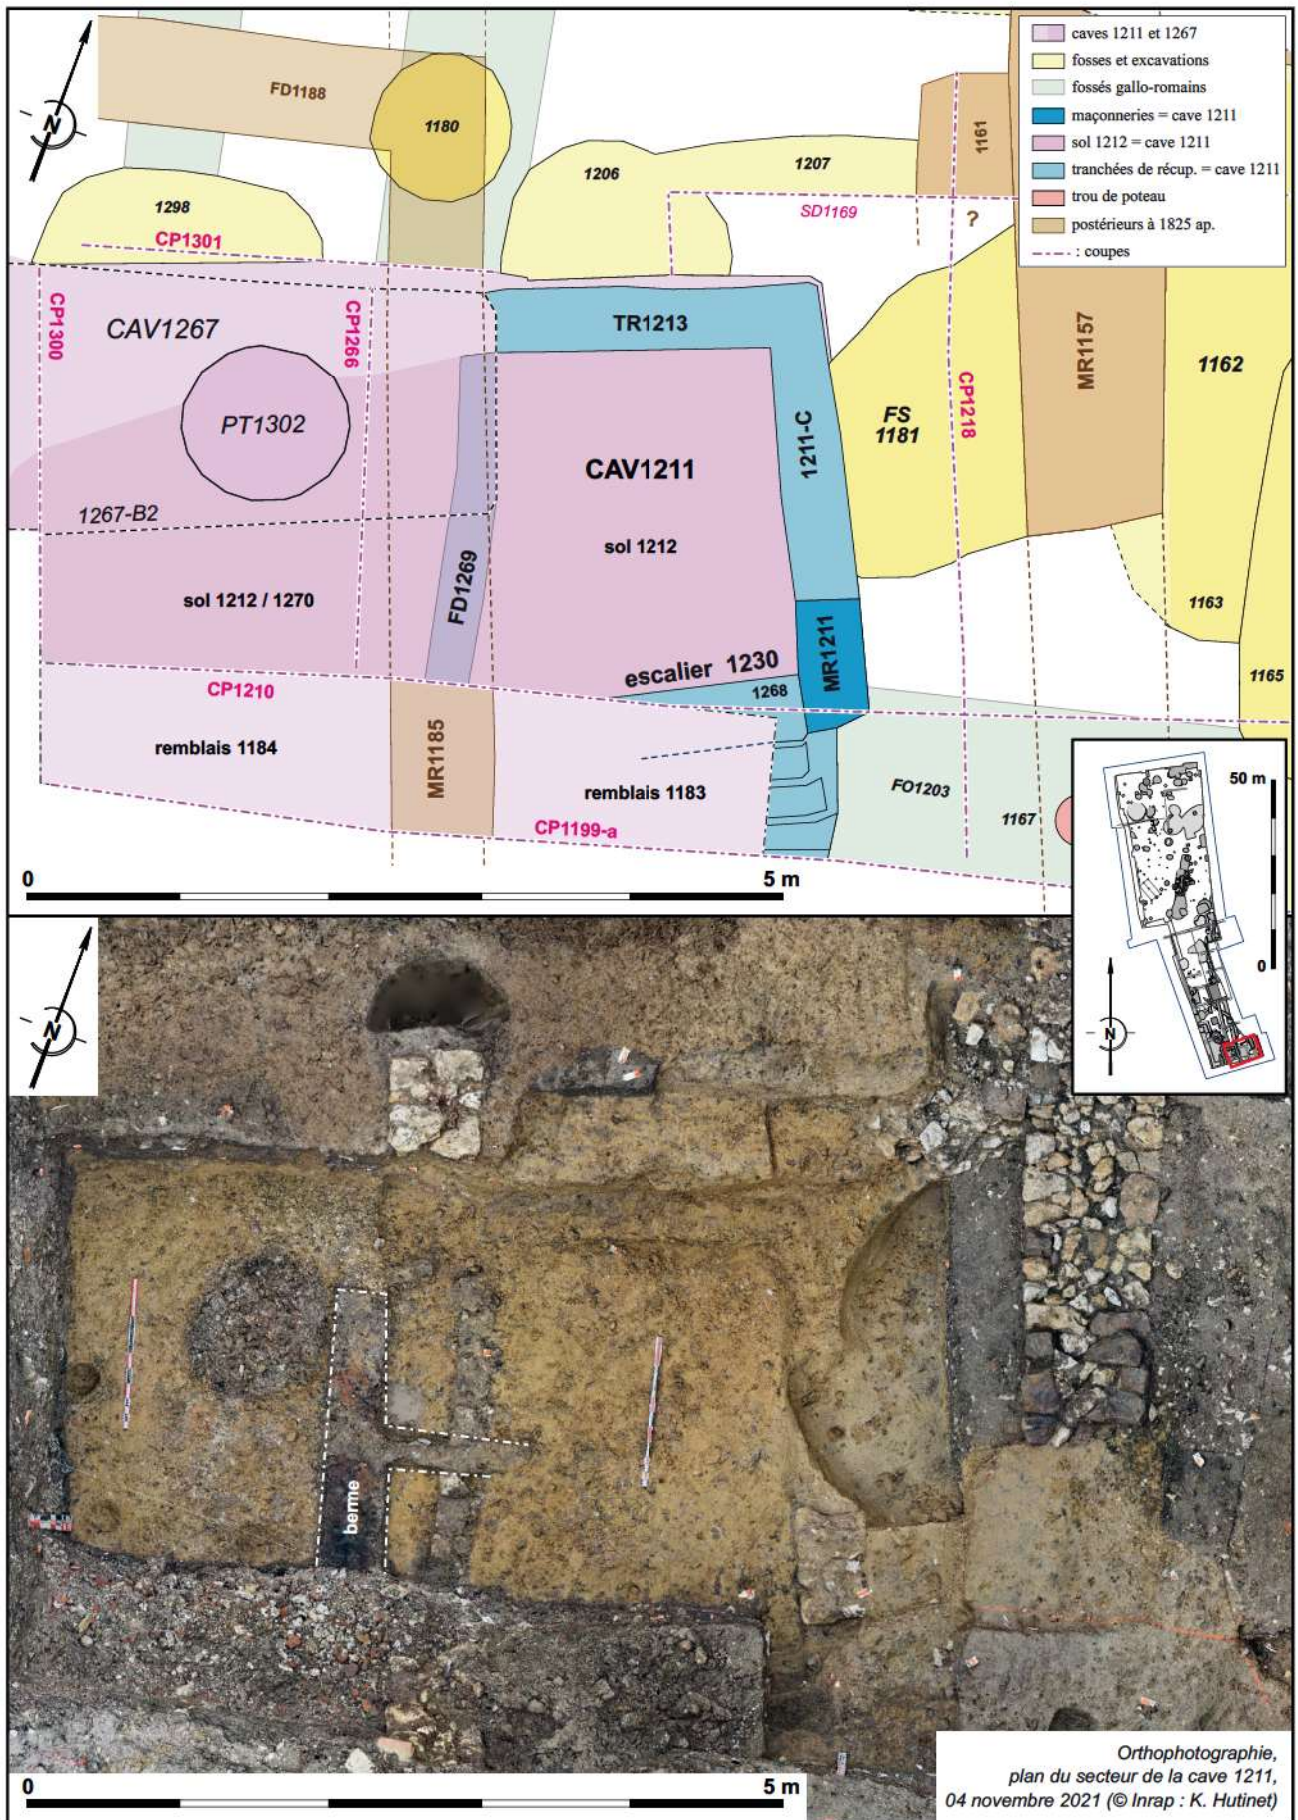 N
FD1188
1180
1298
CP1301
1206
1207
1161
SD1169
?
caves 1211 et 1267
fosses et excavations
fossés gallo-romains
maçonneries = cave 1211
sol 1212 = cave 1211
tranchées de récup. = cave 1211
trou de poteau
postérieurs à 1825 ap.
: coupes
CP1300
CAV1267
CP1266
PT1302
1267-B2
sol 1212 / 1270
FD1269
TR1213
CAV1211
sol 1212
1211-C
FS
1181
CP1218
MR1157
1162
1163
1165
escalier 1230
1268
MR1211
CP1210
remblais 1184
MR1185
remblais 1183
CP1199-a
FO1203
1167
0
5 m
50 m
0
N
N
berme
0
5 m
Orthophotographie,
plan du secteur de la cave 1211,
04 novembre 2021 (© Inrap : K. Hutinet)